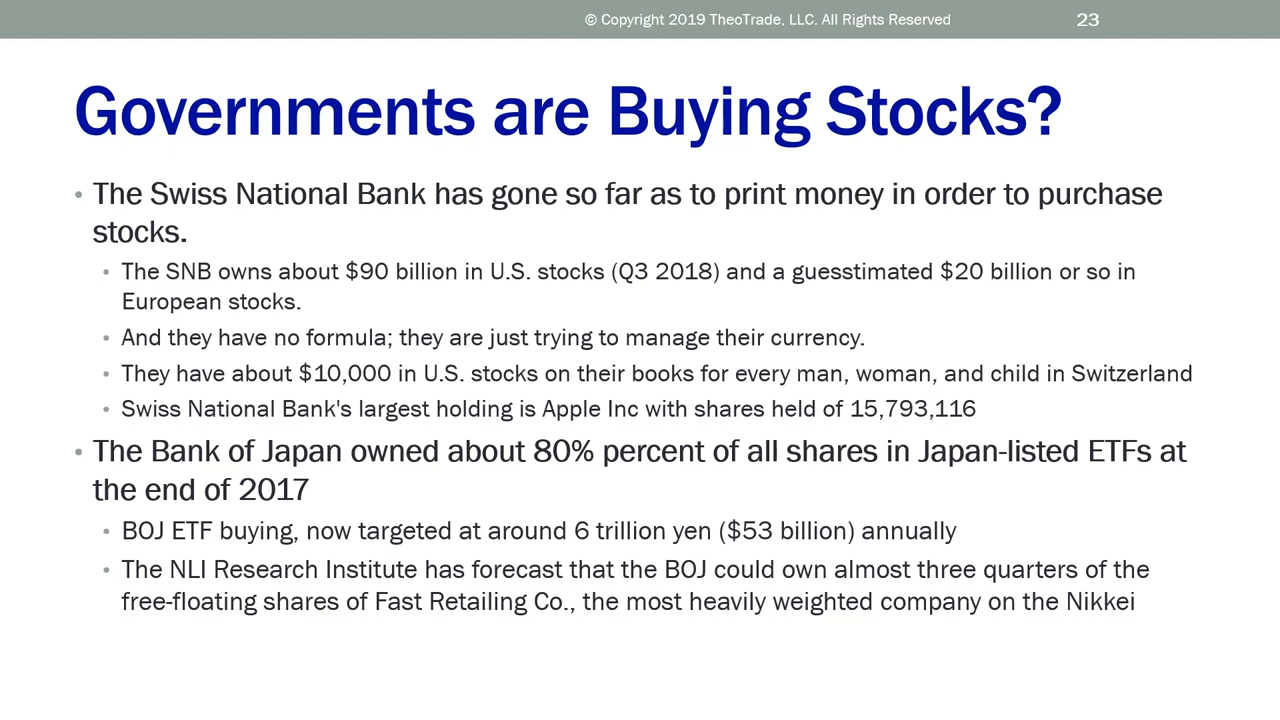 © Copyright 2019 TheoTrade, LLC. All Rights Reserved
23
Governments are Buying Stocks?
• The Swiss National Bank has gone so far as to print money in order to purchase
stocks.
• The SNB owns about $90 billion in U.S. stocks (Q3 2018) and a guesstimated $20 billion or so in
European stocks.
• And they have no formula; they are just trying to manage their currency.
• They have about $10,000 in U.S. stocks on their books for every man, woman, and child in Switzerland
• Swiss National Bank's largest holding is Apple Inc with shares held of 15,793,116
• The Bank of Japan owned about 80% percent of all shares in Japan-listed ETFs at
the end of 2017
• BOJ ETF buying, now targeted at around 6 trillion yen ($53 billion) annually
• The NLI Research Institute has forecast that the BOJ could own almost three quarters of the
free-floating shares of Fast Retailing Co., the most heavily weighted company on the Nikkei